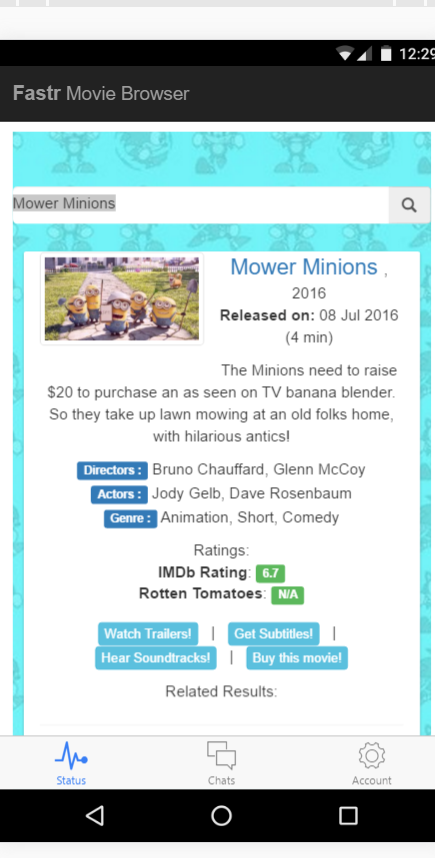 12:29
Fastr Movie Browser
Mower Minions
Mower Minions ,
2016
Released on: 08 Jul 2016
(4 min)
The Minions need to raise
$20 to purchase an as seen on TV banana blender.
So they take up lawn mowing at an old folks home,
with hilarious antics!
Directors : Bruno Chauffard, Glenn McCoy
Actors : Jody Gelb, Dave Rosenbaum
Genre : Animation, Short, Comedy
Ratings:
IMDb Rating: 6.7
Rotten Tomatoes: N/A
Watch Trailers! | Get Subtitles! |
Hear Soundtracks! | Buy this movie!
Related Results:
Status Chats Account